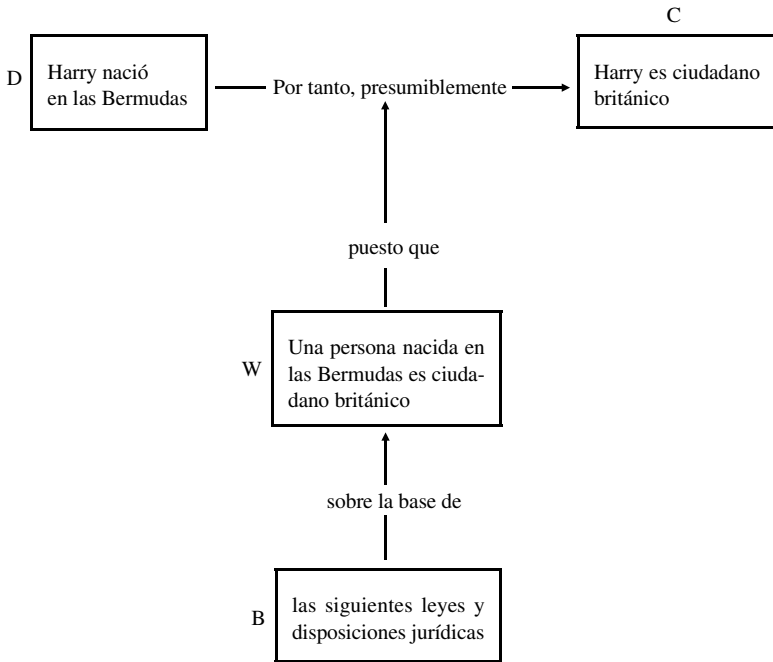 C
D
Harry nació
en las Bermudas
Por tanto, presumiblemente
Harry es ciudadano
británico
puesto que
W
Una persona nacida en
las Bermudas es ciuda-
dano británico
sobre la base de
B
las siguientes leyes y
disposiciones jurídicas